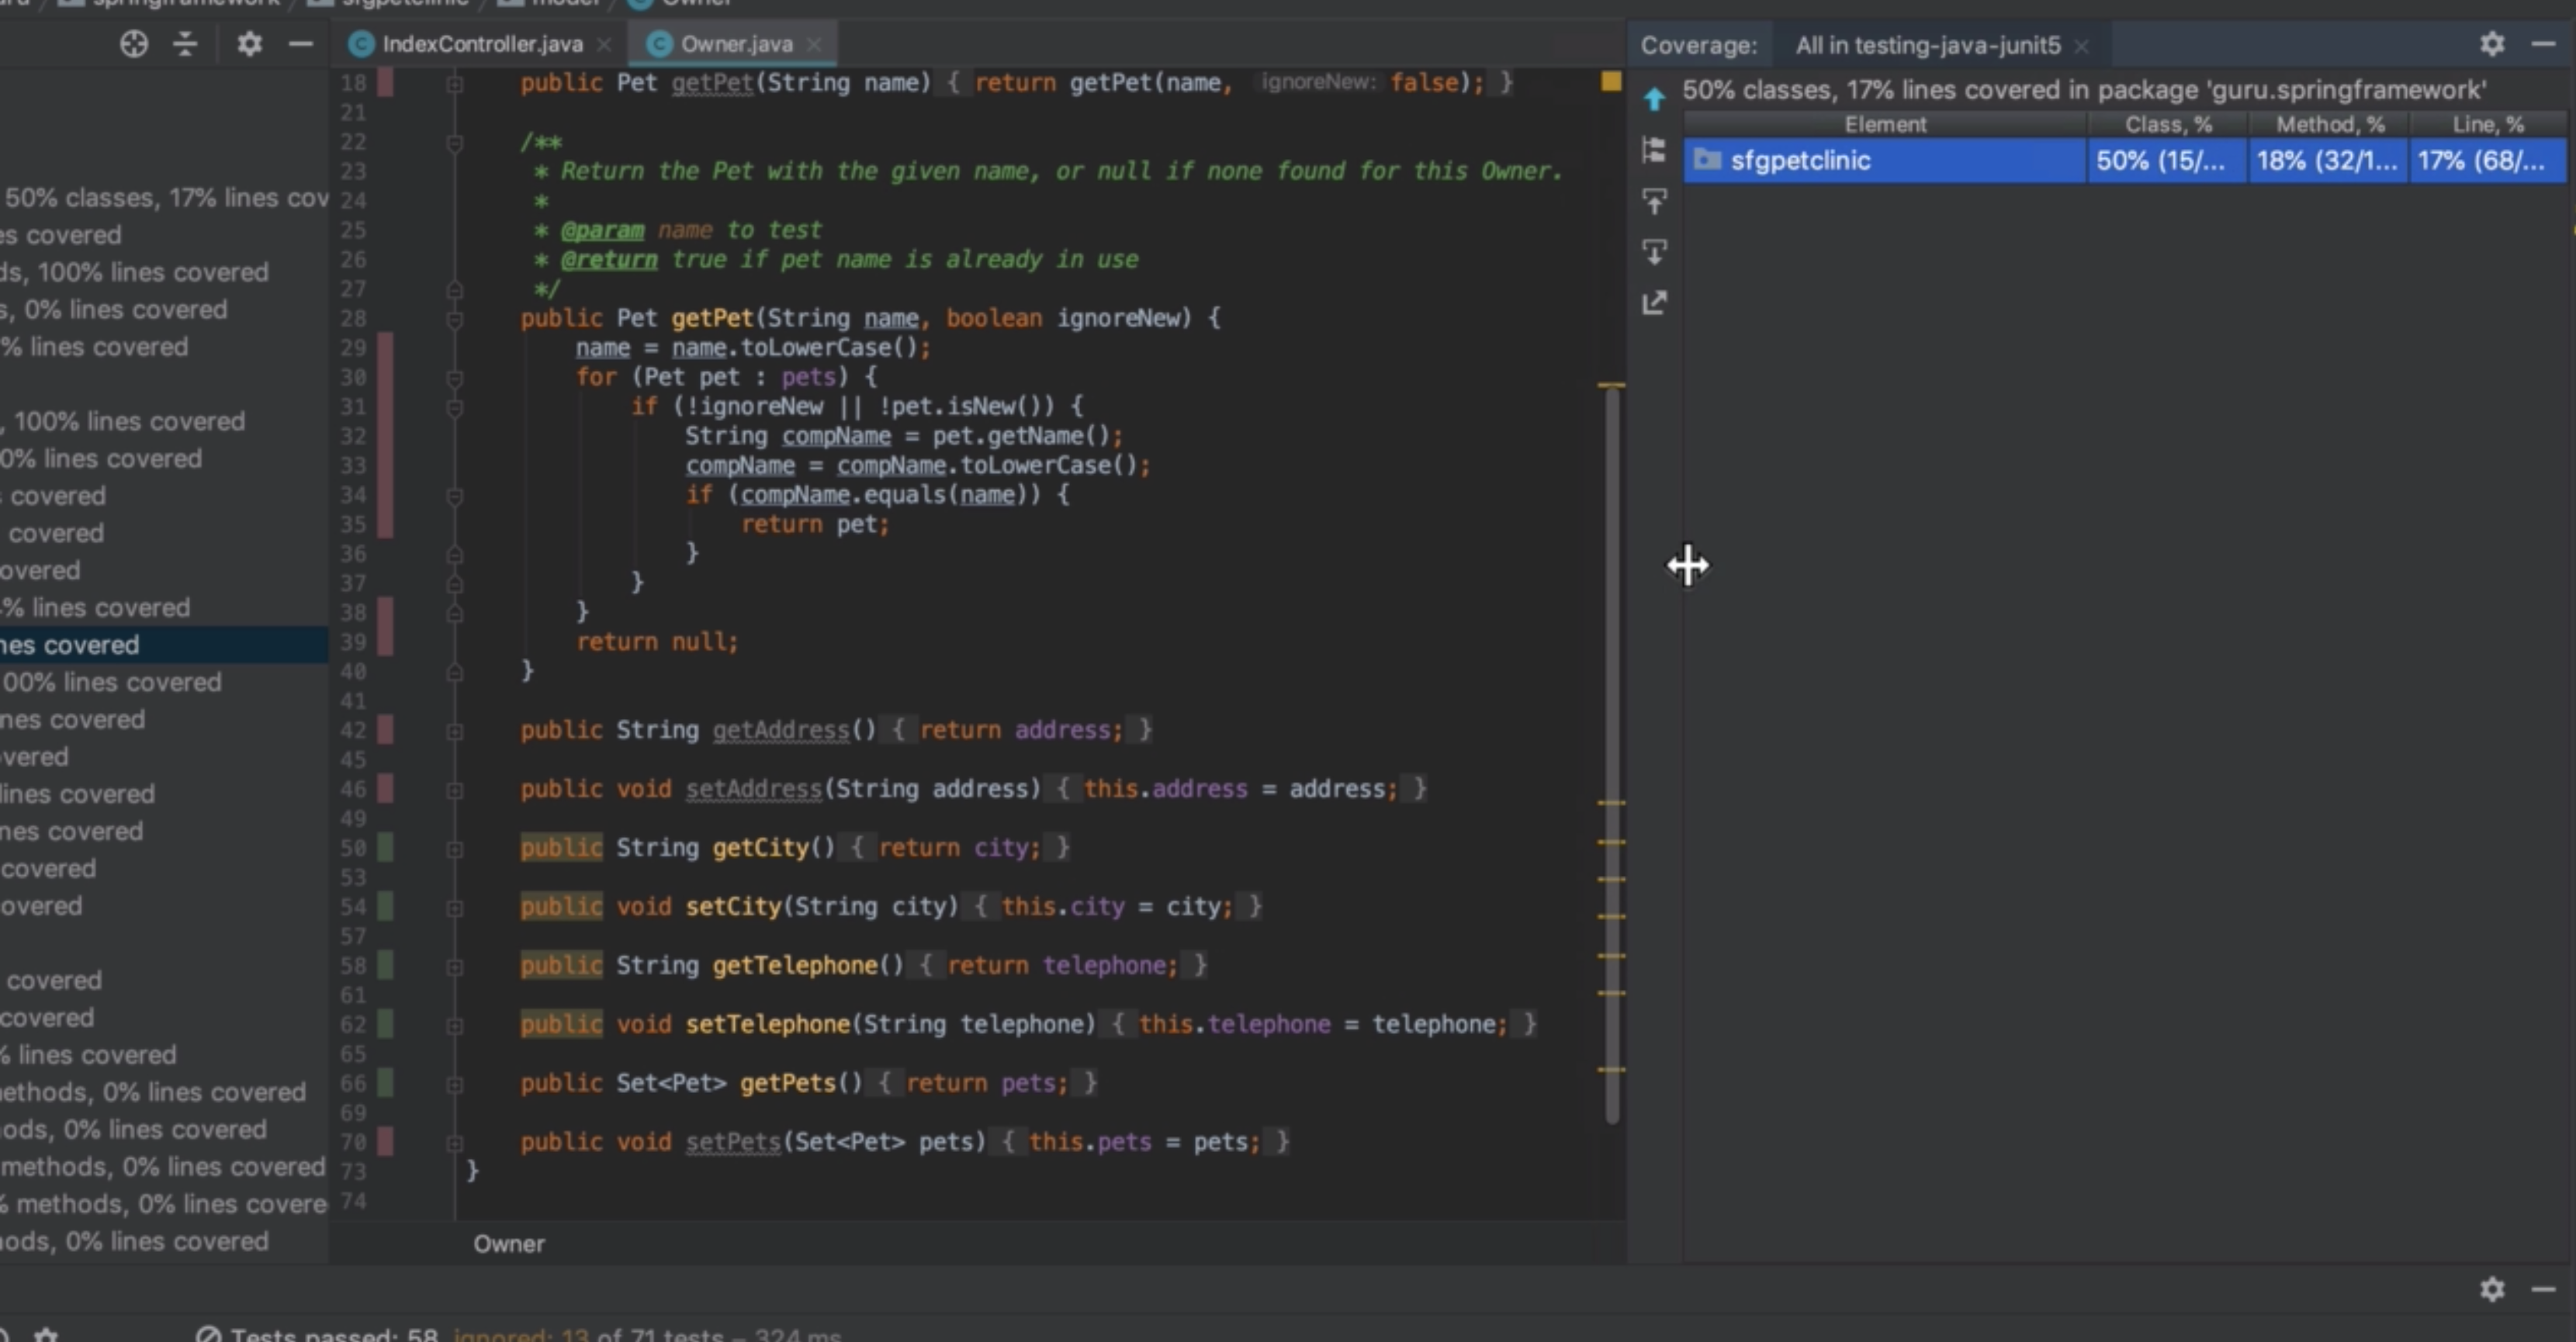 springframework sfgpetclinic model Owner
IndexController.java Owner.java
Coverage: All in testing-java-junit5
50% classes, 17% lines covered in package 'guru.springframework'
Element Class, % Method, % Line, %
sfgpetclinic 50% (15/... 18% (32/1... 17% (68/...
50% classes, 17% lines cov
es covered
ds, 100% lines covered
s, 0% lines covered
% lines covered
, 100% lines covered
0% lines covered
s covered
covered
overed
% lines covered
nes covered
00% lines covered
nes covered
vered
lines covered
nes covered
covered
overed
covered
covered
% lines covered
ethods, 0% lines covered
ods, 0% lines covered
methods, 0% lines covered
% methods, 0% lines covere
ods, 0% lines covered
18 public Pet getPet(String name) { return getPet(name, ignoreNew: false); }
21
22 /**
23 * Return the Pet with the given name, or null if none found for this Owner.
24 *
25 * @param name to test
26 * @return true if pet name is already in use
27 */
28 public Pet getPet(String name, boolean ignoreNew) {
29 name = name.toLowerCase();
30 for (Pet pet : pets) {
31 if (!ignoreNew || !pet.isNew()) {
32 String compName = pet.getName();
33 compName = compName.toLowerCase();
34 if (compName.equals(name)) {
35 return pet;
36 }
37 }
38 }
39 return null;
40 }
41
42 public String getAddress() { return address; }
45
46 public void setAddress(String address) { this.address = address; }
49
50 public String getCity() { return city; }
53
54 public void setCity(String city) { this.city = city; }
57
58 public String getTelephone() { return telephone; }
61
62 public void setTelephone(String telephone) { this.telephone = telephone; }
65
66 public Set<Pet> getPets() { return pets; }
69
70 public void setPets(Set<Pet> pets) { this.pets = pets; }
73 }
74
Owner
Tests passed: 58, ignored: 13 of 71 tests – 324 ms